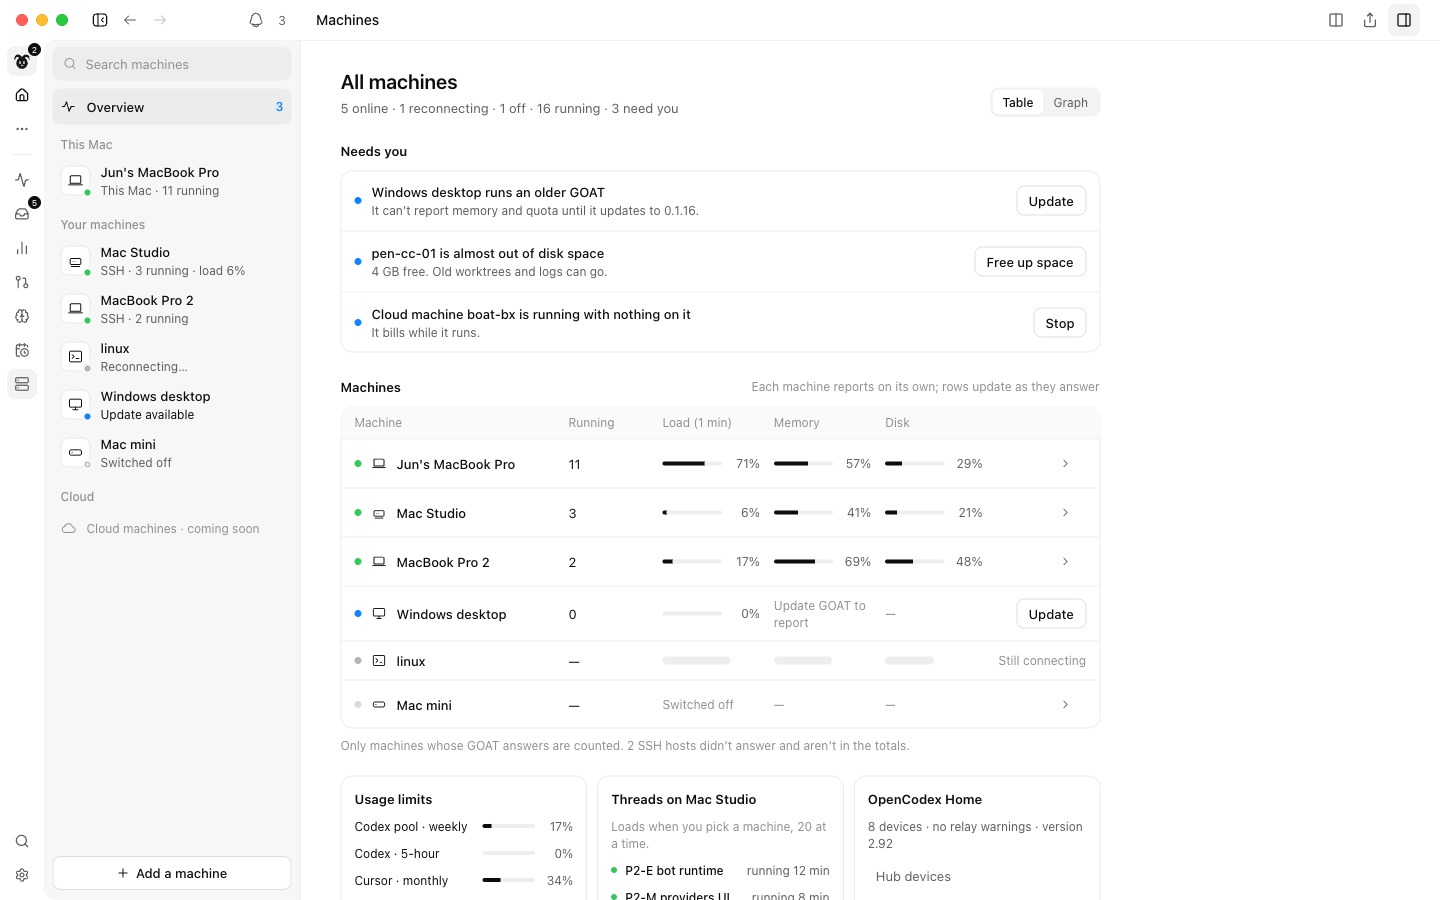 3
Machines
2
Search machines
Overview
3
This Mac
Jun's MacBook Pro
This Mac · 11 running
Your machines
5
Mac Studio
SSH · 3 running · load 6%
MacBook Pro 2
SSH · 2 running
linux
Reconnecting...
Windows desktop
Update available
Mac mini
Switched off
Cloud
Cloud machines · coming soon
Add a machine
All machines
5 online · 1 reconnecting · 1 off · 16 running · 3 need you
Table
Graph
Needs you
Windows desktop runs an older GOAT
It can't report memory and quota until it updates to 0.1.16.
Update
pen-cc-01 is almost out of disk space
4 GB free. Old worktrees and logs can go.
Free up space
Cloud machine boat-bx is running with nothing on it
It bills while it runs.
Stop
Machines
Each machine reports on its own; rows update as they answer
Machine Running Load (1 min) Memory Disk
Jun's MacBook Pro 11 71% 57% 29%
Mac Studio 3 6% 41% 21%
MacBook Pro 2 2 17% 69% 48%
Windows desktop 0 0% Update GOAT to report — Update
linux — Still connecting
Mac mini — Switched off — —
Only machines whose GOAT answers are counted. 2 SSH hosts didn't answer and aren't in the totals.
Usage limits
Codex pool · weekly 17%
Codex · 5-hour 0%
Cursor · monthly 34%
Threads on Mac Studio
Loads when you pick a machine, 20 at
a time.
P2-E bot runtime running 12 min
P2-M providers UI running 8 min
OpenCodex Home
8 devices · no relay warnings · version
2.92
Hub devices